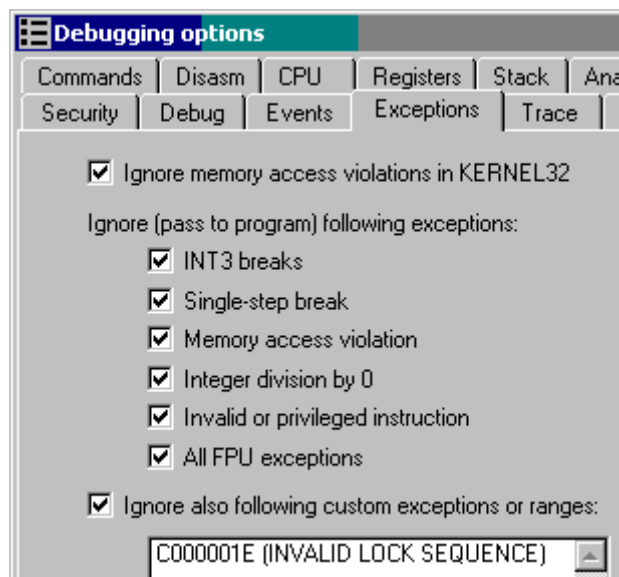 Debugging options
Commands Disasm CPU Registers Stack Ana
Security Debug Events Exceptions Trace
Ignore memory access violations in KERNEL32
Ignore (pass to program) following exceptions:
INT3 breaks
Single-step break
Memory access violation
Integer division by 0
Invalid or privileged instruction
All FPU exceptions
Ignore also following custom exceptions or ranges:
C000001E (INVALID LOCK SEQUENCE)